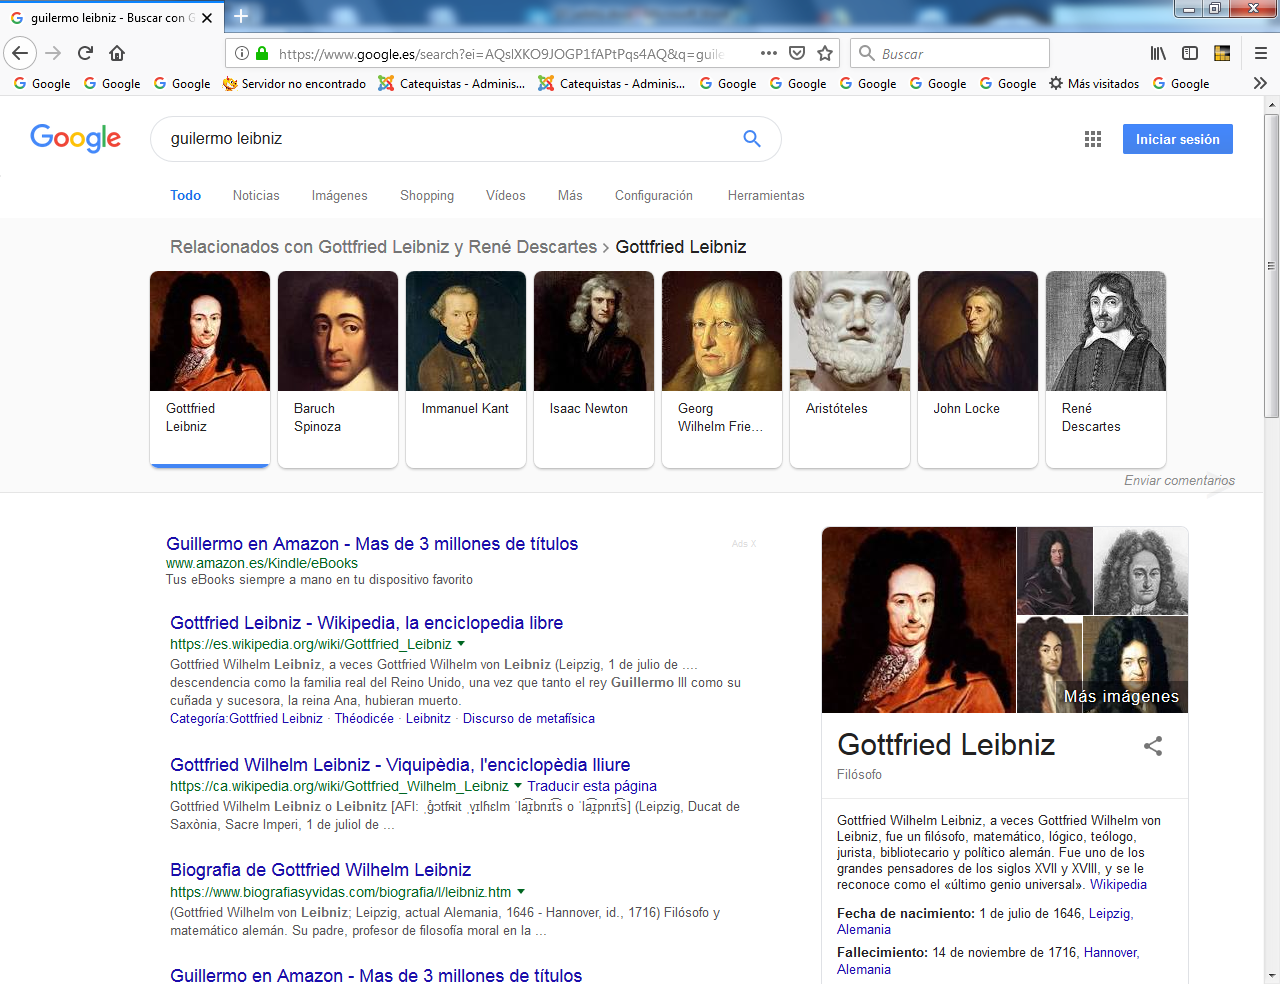 guilermo leibniz - Buscar con G
https://www.google.es/search?ei=AQslXKO9JOGP1fAPtPqs4AQ&q=guile
Buscar
Google
Google
Google
Servidor no encontrado
Catequistas - Adminis...
Catequistas - Adminis...
Google
Google
Google
Google
Google
Más visitados
Google
Google
guilermo leibniz
Iniciar sesión
Todo
Noticias
Imágenes
Shopping
Vídeos
Más
Configuración
Herramientas
Relacionados con Gottfried Leibniz y René Descartes > Gottfried Leibniz
Gottfried
Leibniz
Baruch
Spinoza
Immanuel Kant
Isaac Newton
Georg
Wilhelm Frie...
Aristóteles
John Locke
René
Descartes
Enviar comentarios
Guillermo en Amazon - Mas de 3 millones de títulos
Ads X
www.amazon.es/Kindle/eBooks
Tus eBooks siempre a mano en tu dispositivo favorito
Gottfried Leibniz - Wikipedia, la enciclopedia libre
https://es.wikipedia.org/wiki/Gottfried_Leibniz
Gottfried Wilhelm Leibniz, a veces Gottfried Wilhelm von Leibniz (Leipzig, 1 de julio de ....
descendencia como la familia real del Reino Unido, una vez que tanto el rey Guillermo III como su
cuñada y sucesora, la reina Ana, hubieran muerto.
Categoría:Gottfried Leibniz · Théodicée · Leibnitz · Discurso de metafísica
Gottfried Wilhelm Leibniz - Viquipèdia, l'enciclopèdia lliure
https://ca.wikipedia.org/wiki/Gottfried_Wilhelm_Leibniz Traducir esta página
Gottfried Wilhelm Leibniz o Leibnitz [AFI: (Leipzig, Ducat de
Saxònia, Sacre Imperi, 1 de juliol de ...
Biografia de Gottfried Wilhelm Leibniz
https://www.biografiasyvidas.com/biografia/l/leibniz.htm
(Gottfried Wilhelm von Leibniz; Leipzig, actual Alemania, 1646 - Hannover, id., 1716) Filósofo y
matemático alemán. Su padre, profesor de filosofía moral en la ...
Guillermo en Amazon - Mas de 3 millones de títulos
Más imágenes
Gottfried Leibniz
Filósofo
Gottfried Wilhelm Leibniz, a veces Gottfried Wilhelm von
Leibniz, fue un filósofo, matemático, lógico, teólogo,
jurista, bibliotecario y político alemán. Fue uno de los
grandes pensadores de los siglos XVII y XVIII, y se le
reconoce como el «último genio universal». Wikipedia
Fecha de nacimiento: 1 de julio de 1646, Leipzig,
Alemania
Fallecimiento: 14 de noviembre de 1716, Hannover,
Alemania